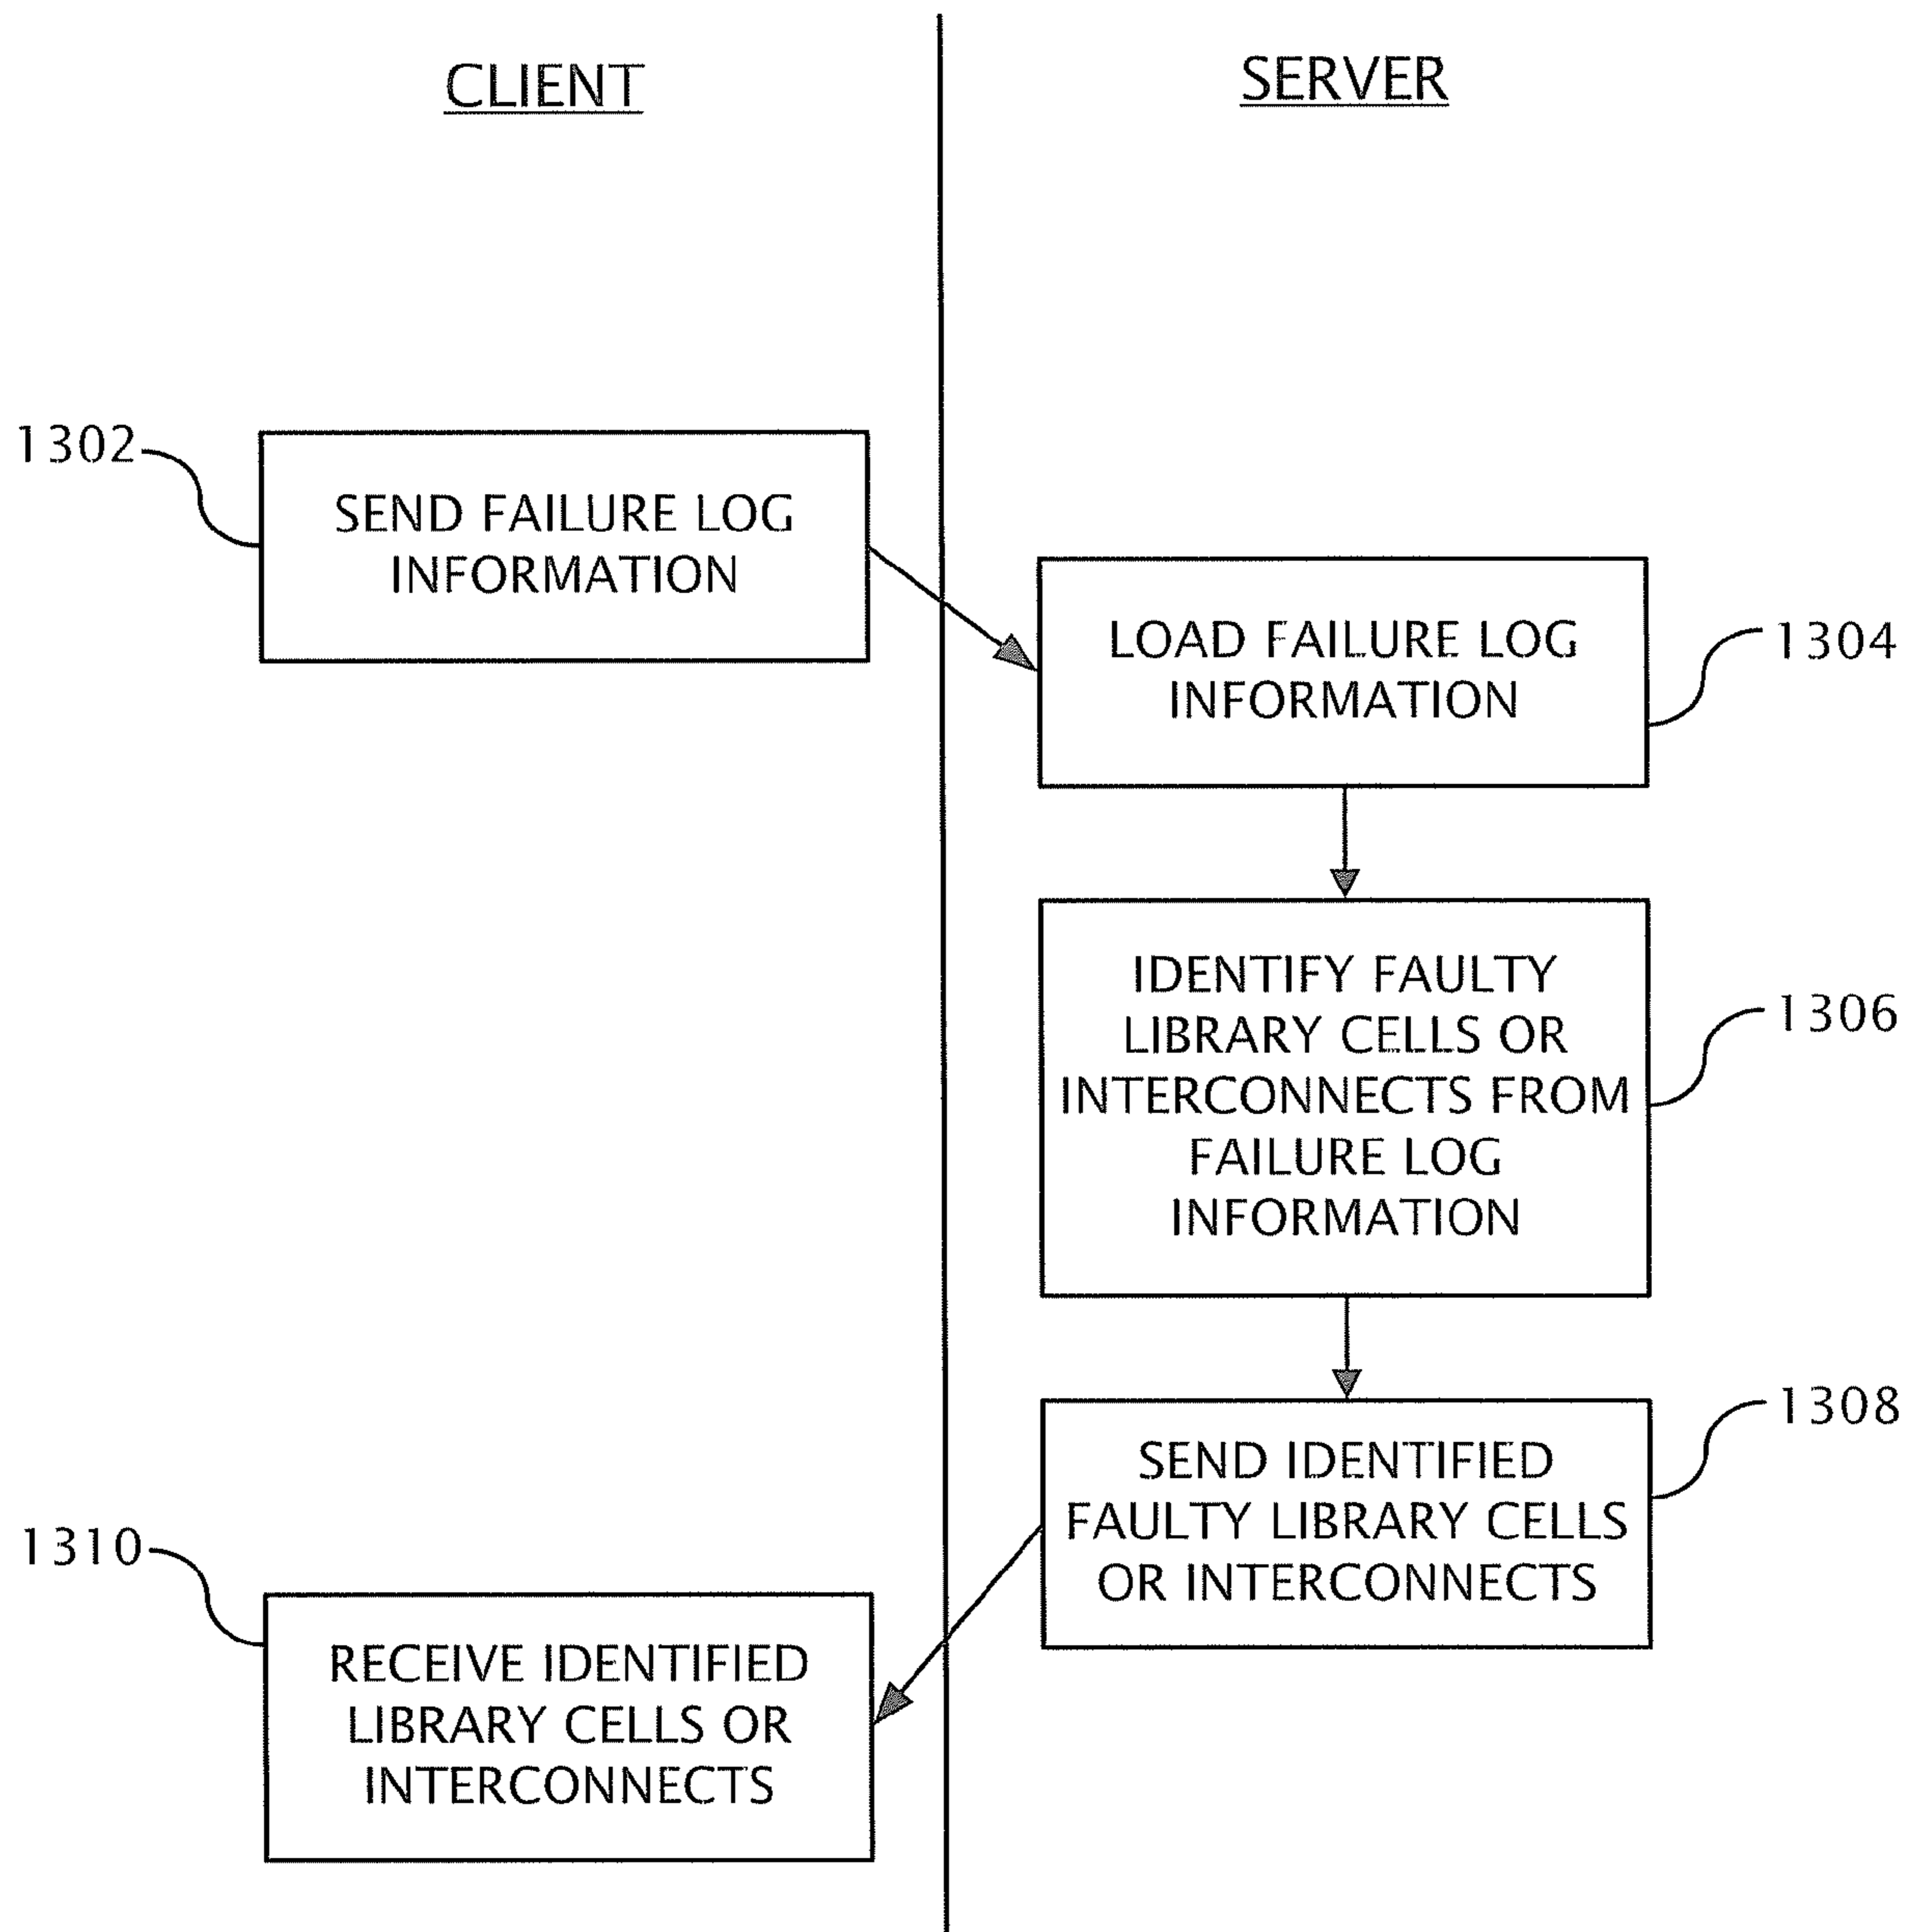 CLIENT
SERVER
1302
SEND FAILURE LOG
INFORMATION
LOAD FAILURE LOG
INFORMATION
1304
IDENTIFY FAULTY
LIBRARY CELLS OR
INTERCONNECTS FROM
FAILURE LOG
INFORMATION
1306
SEND IDENTIFIED
FAULTY LIBRARY CELLS
OR INTERCONNECTS
1308
1310
RECEIVE IDENTIFIED
LIBRARY CELLS OR
INTERCONNECTS